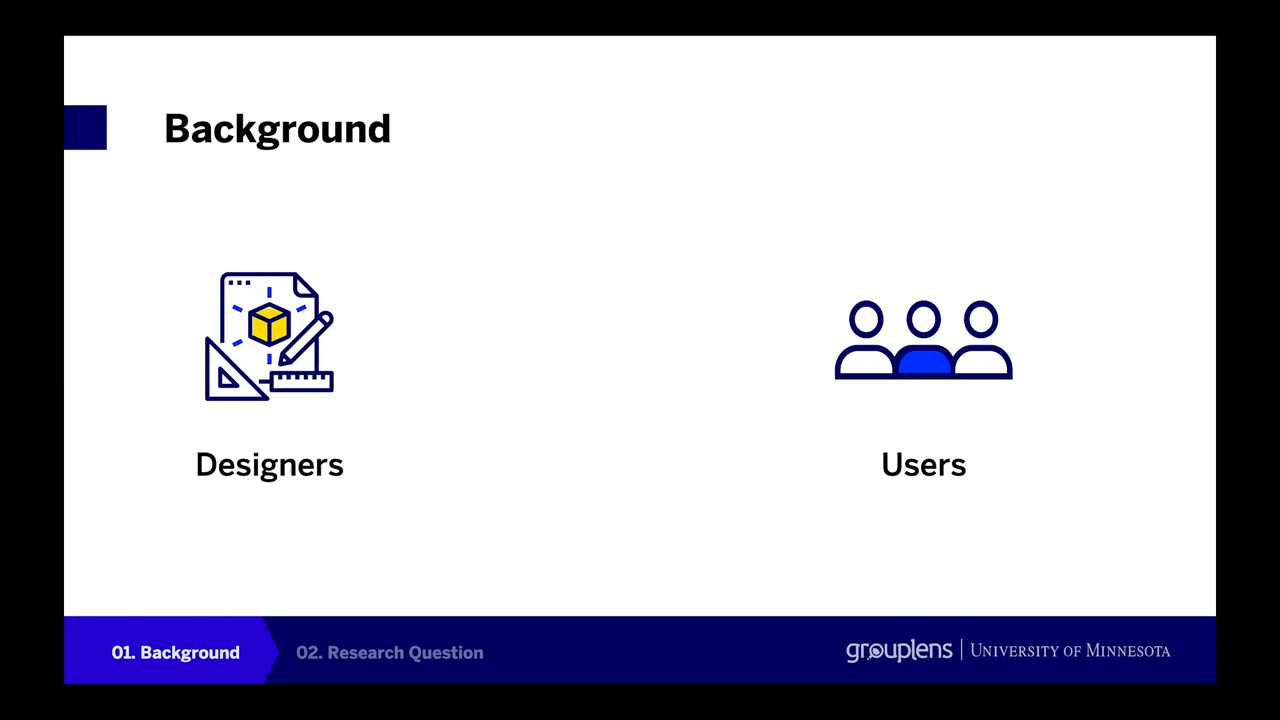 Background
Designers
Users
01. Background
02. Research Question
grouplens | University of Minnesota